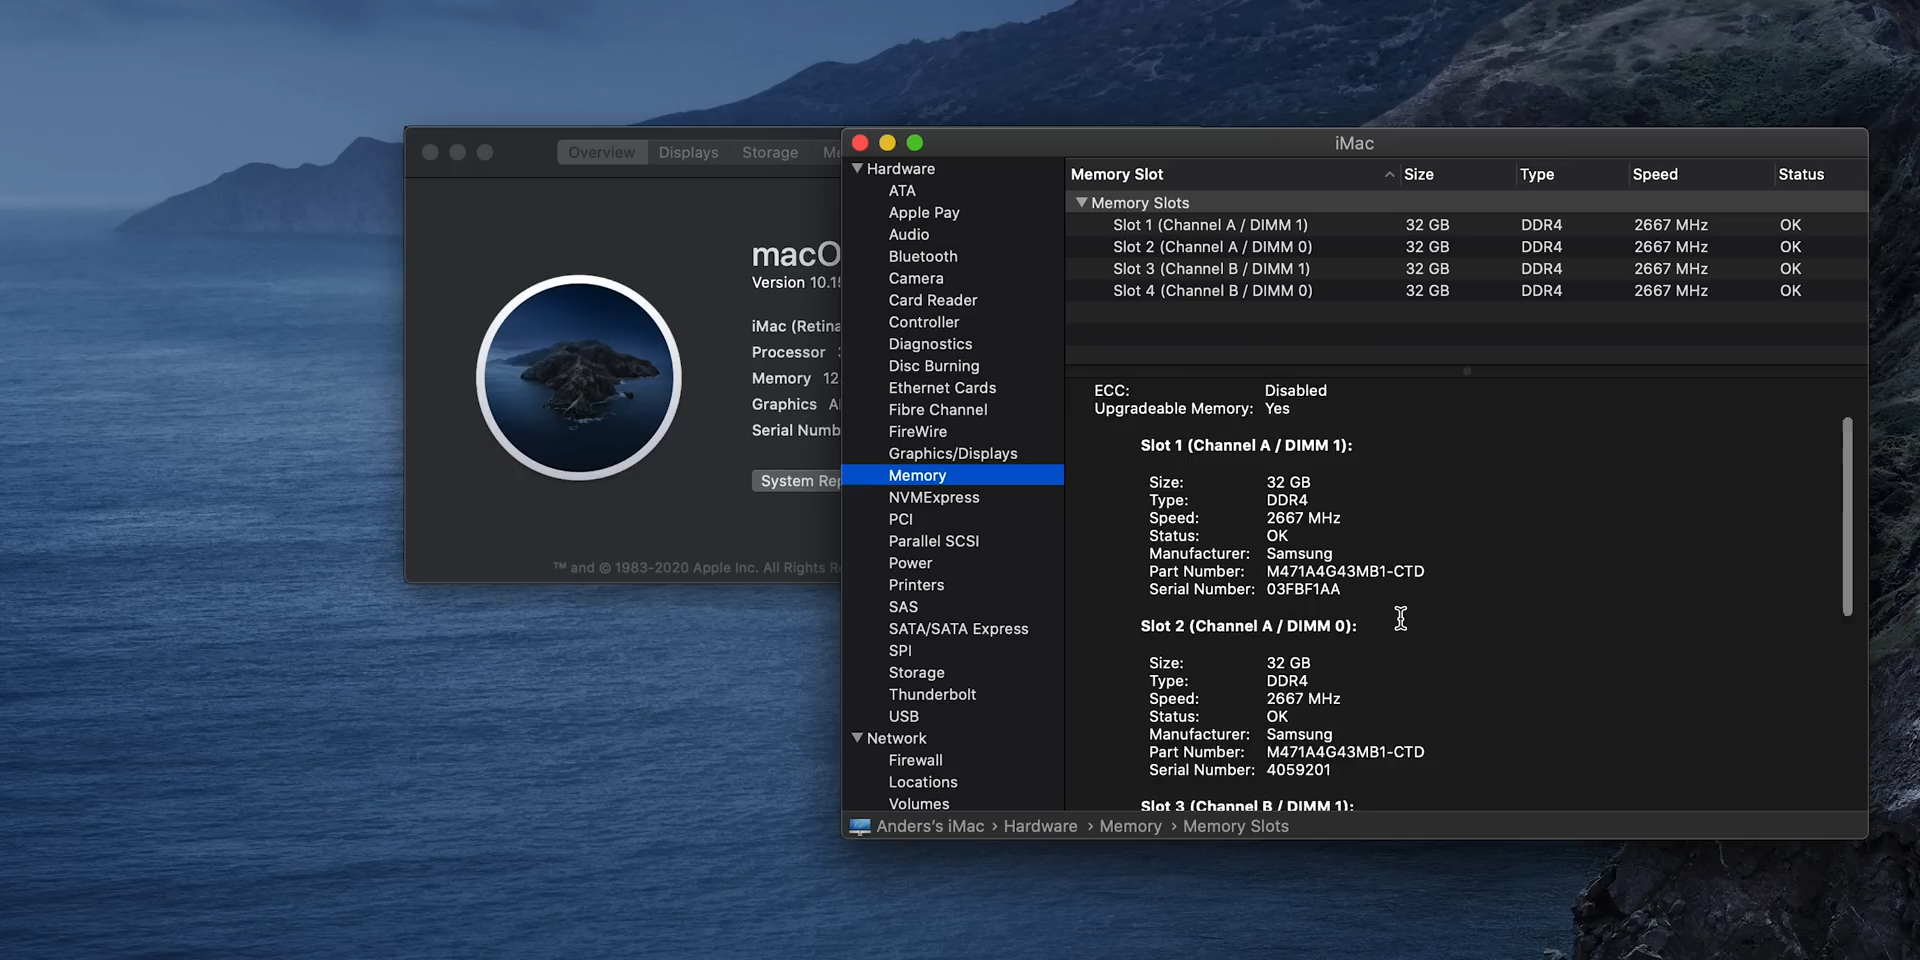 Overview Displays Storage
macO
Version 10.15
iMac (Retina
Processor
Memory 12
Graphics
Serial Numb
System Rep
™ and © 1983-2020 Apple Inc. All Rights Re
iMac
Hardware
ATA
Apple Pay
Audio
Bluetooth
Camera
Card Reader
Controller
Diagnostics
Disc Burning
Ethernet Cards
Fibre Channel
FireWire
Graphics/Displays
Memory
NVMExpress
PCI
Parallel SCSI
Power
Printers
SAS
SATA/SATA Express
SPI
Storage
Thunderbolt
USB
Network
Firewall
Locations
Volumes
Memory Slot Size Type Speed Status
Memory Slots
Slot 1 (Channel A / DIMM 1) 32 GB DDR4 2667 MHz OK
Slot 2 (Channel A / DIMM 0) 32 GB DDR4 2667 MHz OK
Slot 3 (Channel B / DIMM 1) 32 GB DDR4 2667 MHz OK
Slot 4 (Channel B / DIMM 0) 32 GB DDR4 2667 MHz OK
ECC: Disabled
Upgradeable Memory: Yes
Slot 1 (Channel A / DIMM 1):
Size: 32 GB
Type: DDR4
Speed: 2667 MHz
Status: OK
Manufacturer: Samsung
Part Number: M471A4G43MB1-CTD
Serial Number: 03FBF1AA
Slot 2 (Channel A / DIMM 0):
Size: 32 GB
Type: DDR4
Speed: 2667 MHz
Status: OK
Manufacturer: Samsung
Part Number: M471A4G43MB1-CTD
Serial Number: 4059201
Slot 3 (Channel B / DIMM 1):
Anders's iMac › Hardware › Memory › Memory Slots